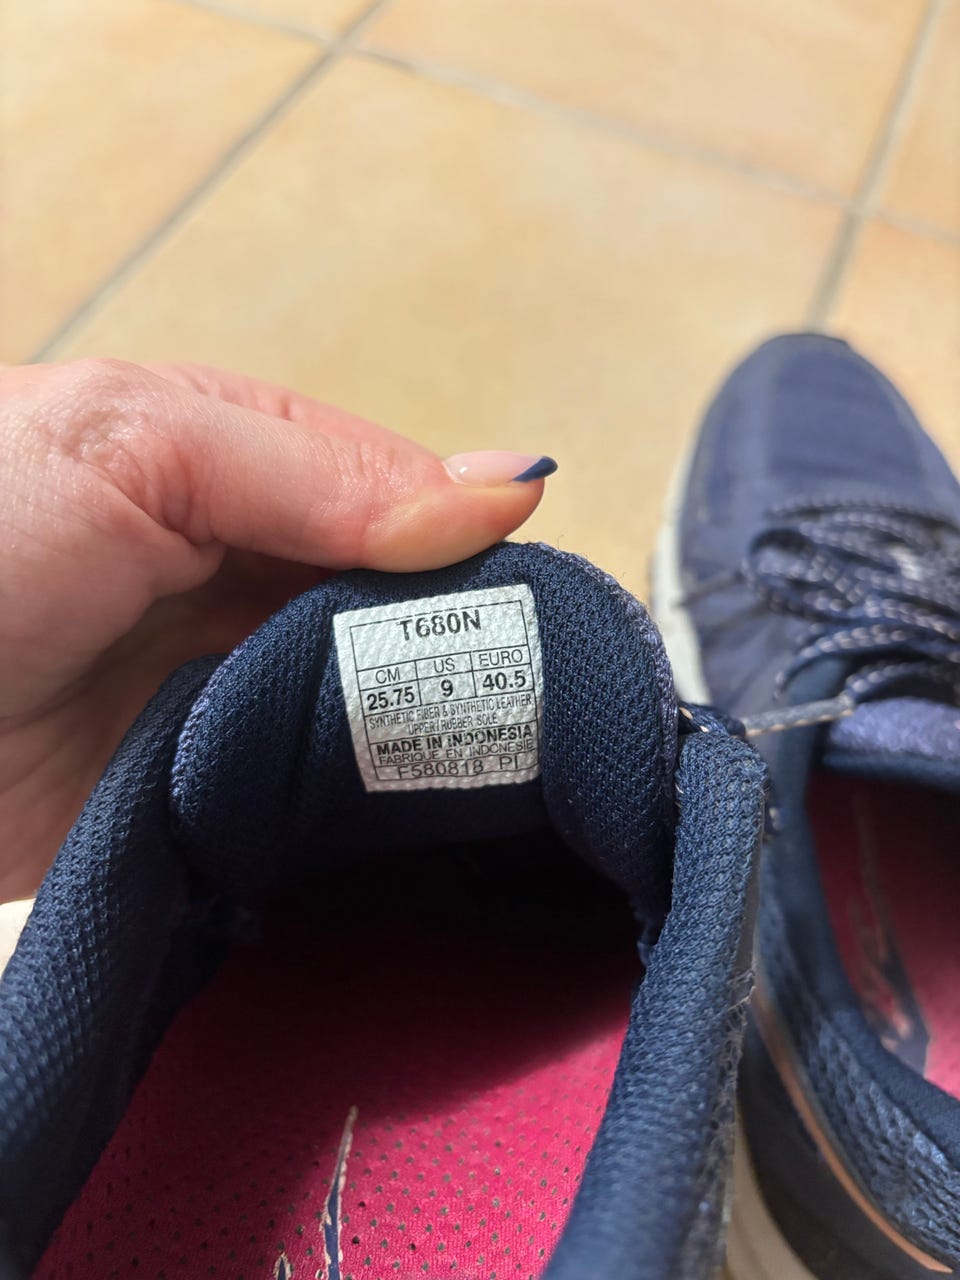 T680N
CM US EURO
25.75 9 40.5
SYNTHETIC FIBER & SYNTHETIC LEATHER
UPPER/RUBBER SOLE
MADE IN INDONESIA
FABRIQUE EN INDONESIE
F580818 PI